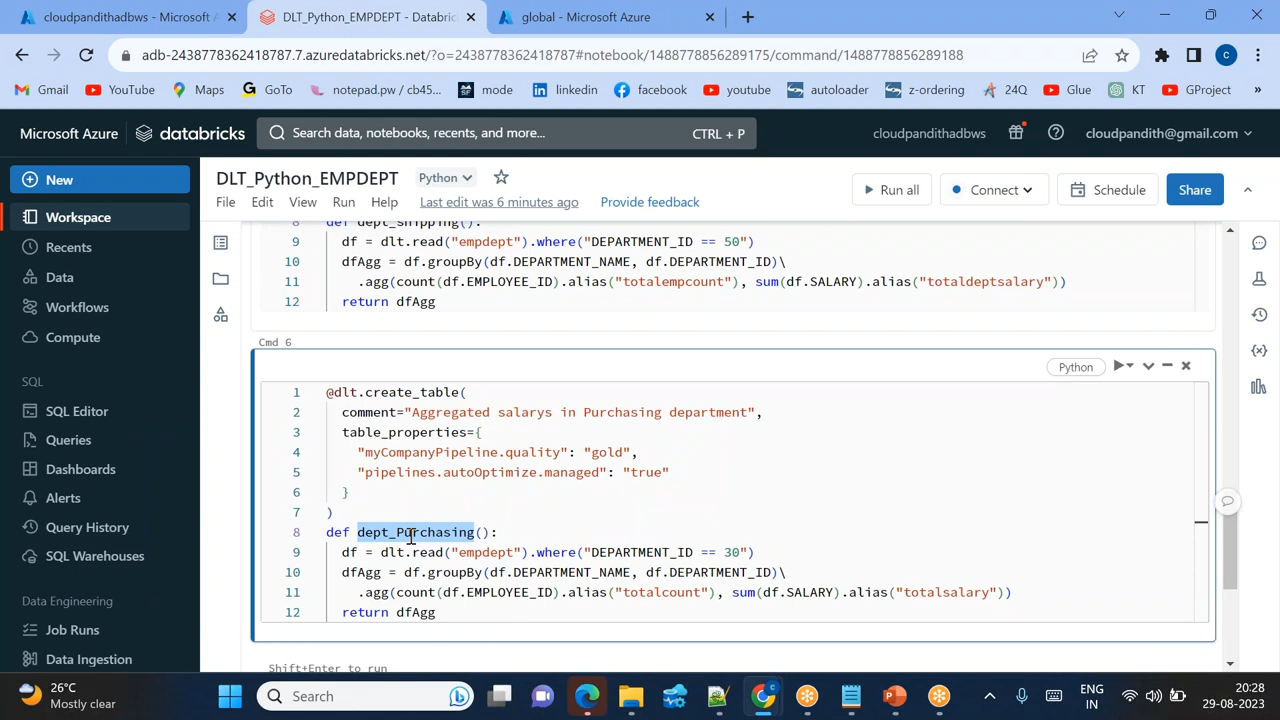 cloudpandithadbws - Microsoft A
DLT_Python_EMPDEPT - Databric
global - Microsoft Azure
adb-2438778362418787.7.azuredatabricks.net/?o=2438778362418787#notebook/1488778856289175/command/1488778856289188
Gmail YouTube Maps GoTo notepad.pw / cb45... mode linkedin facebook youtube autoloader z-ordering 24Q Glue KT GProject
Microsoft Azure databricks Search data, notebooks, recents, and more... CTRL + P cloudpandithadbws cloudpandith@gmail.com
New
Workspace
Recents
Data
Workflows
Compute
SQL
SQL Editor
Queries
Dashboards
Alerts
Query History
SQL Warehouses
Data Engineering
Job Runs
Data Ingestion
DLT_Python_EMPDEPT Python
File Edit View Run Help Last edit was 6 minutes ago Provide feedback
Run all Connect Schedule Share
8 def dept_Shipping():
9 df = dlt.read("empdept").where("DEPARTMENT_ID == 50")
10 dfAgg = df.groupBy(df.DEPARTMENT_NAME, df.DEPARTMENT_ID)\
11 .agg(count(df.EMPLOYEE_ID).alias("totalempcount"), sum(df.SALARY).alias("totaldeptsalary"))
12 return dfAgg
Cmd 6
Python
1 @dlt.create_table(
2 comment="Aggregated salarys in Purchasing department",
3 table_properties={
4 "myCompanyPipeline.quality": "gold",
5 "pipelines.autoOptimize.managed": "true"
6 }
7 )
8 def dept_Purchasing():
9 df = dlt.read("empdept").where("DEPARTMENT_ID == 30")
10 dfAgg = df.groupBy(df.DEPARTMENT_NAME, df.DEPARTMENT_ID)\
11 .agg(count(df.EMPLOYEE_ID).alias("totalcount"), sum(df.SALARY).alias("totalsalary"))
12 return dfAgg
Shift+Enter to run
26°C
Mostly clear
Search
ENG
IN
20:28
29-08-2023